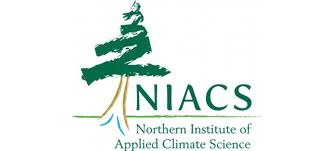 NIACS
Northern Institute of
Applied Climate Science